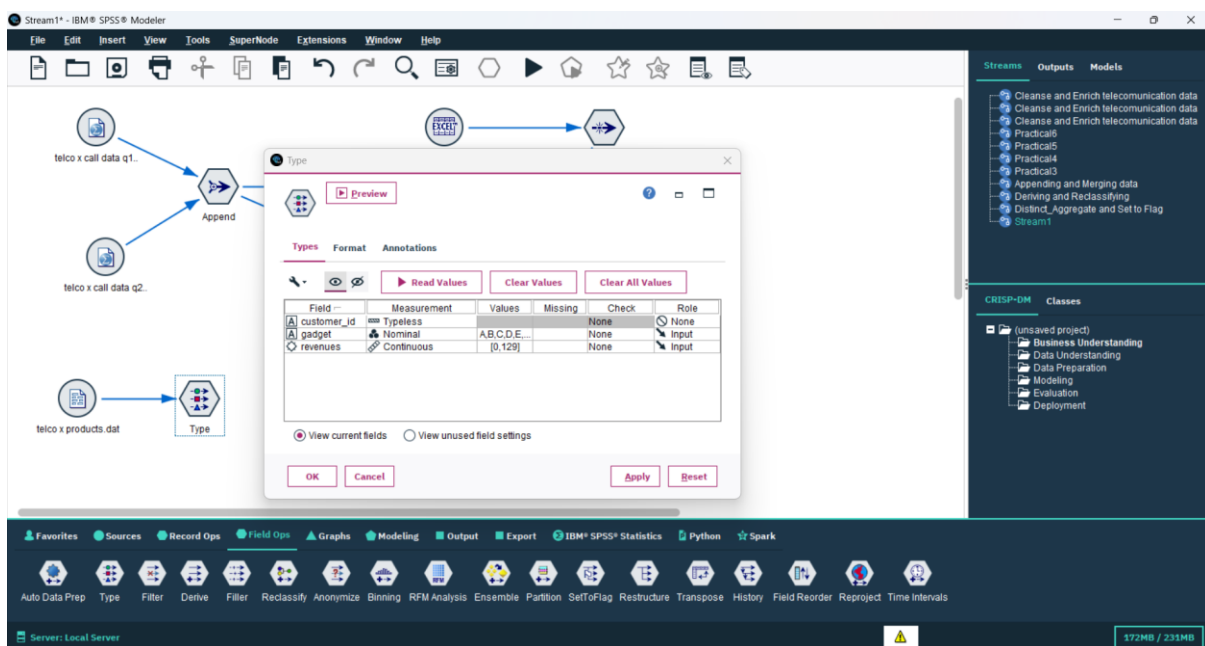 Stream1* - IBM® SPSS® Modeler
File Edit Insert View Tools SuperNode Extensions Window Help
EXCEL
telco x call data q1..
Append
telco x call data q2..
telco x products.dat
Type
Type
Preview
Types Format Annotations
Read Values Clear Values Clear All Values
Field Measurement Values Missing Check Role
A customer_id Typeless None None
A gadget Nominal A,B,C,D,E,... None Input
revenues Continuous [0,129] None Input
View current fields View unused field settings
OK Cancel Apply Reset
Streams Outputs Models
Cleanse and Enrich telecomunication data
Cleanse and Enrich telecomunication data
Cleanse and Enrich telecomunication data
Practical6
Practical5
Practical4
Practical3
Appending and Merging data
Deriving and Reclassifying
Distinct_Aggregate and Set to Flag
Stream1
CRISP-DM Classes
(unsaved project)
Business Understanding
Data Understanding
Data Preparation
Modeling
Evaluation
Deployment
Favorites Sources Record Ops Field Ops Graphs Modeling Output Export IBM® SPSS® Statistics Python Spark
Auto Data Prep Type Filter Derive Filler Reclassify Anonymize Binning RFM Analysis Ensemble Partition SetToFlag Restructure Transpose History Field Reorder Reproject Time Intervals
Server: Local Server
172MB / 231MB